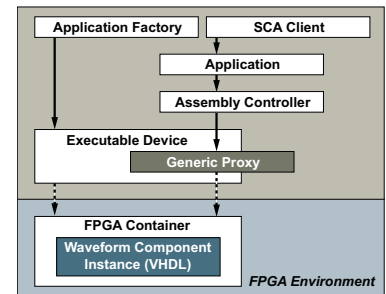 Application Factory
SCA Client
Application
Assembly Controller
Executable Device
Generic Proxy
FPGA Container
Waveform Component
Instance (VHDL)
FPGA Environment